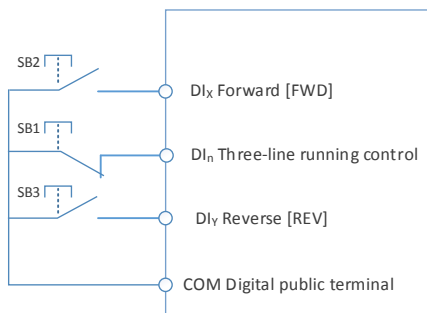 SB2
DIX Forward [FWD]
SB1
DIn Three-line running control
SB3
DIY Reverse [REV]
COM Digital public terminal